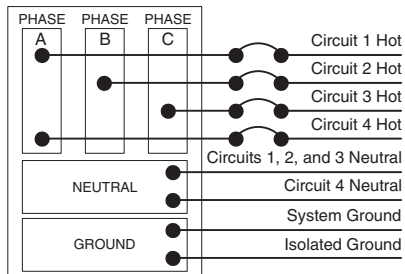 PHASE PHASE PHASE
A B C
Circuit 1 Hot
Circuit 2 Hot
Circuit 3 Hot
Circuit 4 Hot
Circuits 1, 2, and 3 Neutral
NEUTRAL
Circuit 4 Neutral
System Ground
GROUND
Isolated Ground